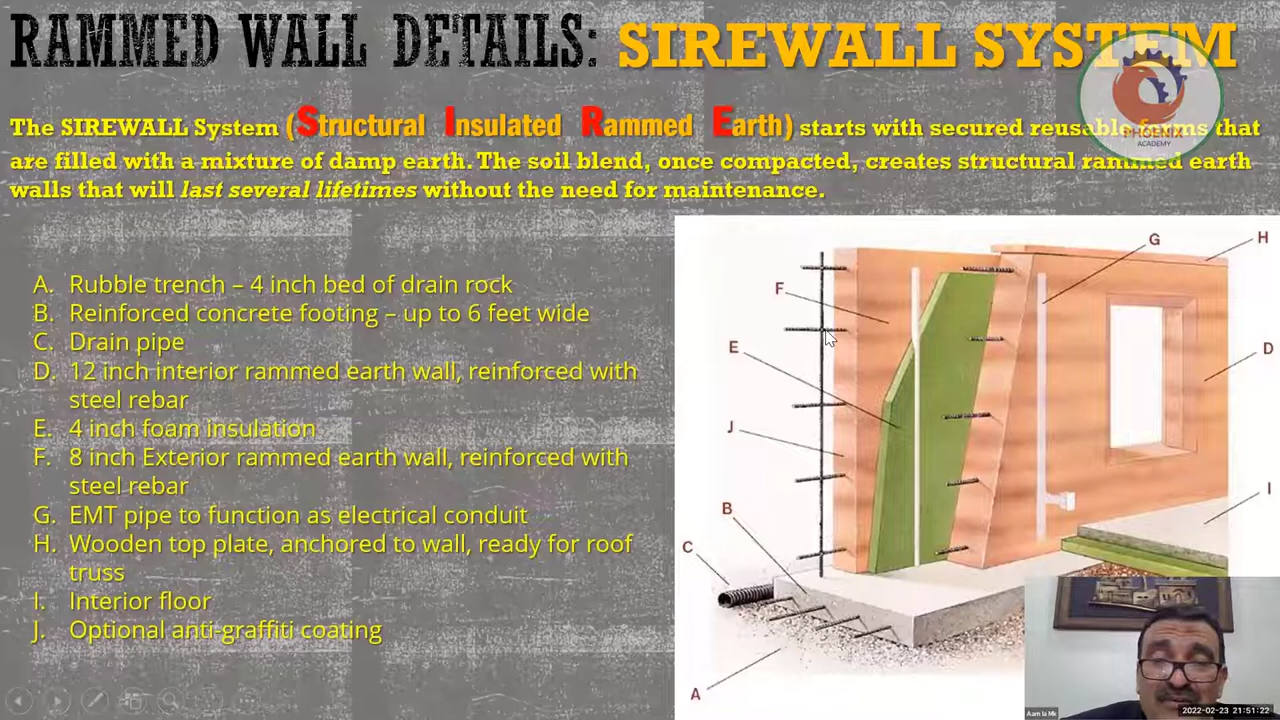 RAMMED WALL DETAILS: SIREWALL SYSTEM
The SIREWALL System (Structural Insulated Rammed Earth) starts with secured reusable forms that
are filled with a mixture of damp earth. The soil blend, once compacted, creates structural rammed earth
walls that will last several lifetimes without the need for maintenance.
PHOENIX
ACADEMY
A. Rubble trench – 4 inch bed of drain rock
B. Reinforced concrete footing – up to 6 feet wide
C. Drain pipe
D. 12 inch interior rammed earth wall, reinforced with
steel rebar
E. 4 inch foam insulation
F. 8 inch Exterior rammed earth wall, reinforced with
steel rebar
G. EMT pipe to function as electrical conduit
H. Wooden top plate, anchored to wall, ready for roof
truss
I. Interior floor
J. Optional anti-graffiti coating
G
H
F
E
D
J
I
B
C
A
2022-02-23 21:51:22